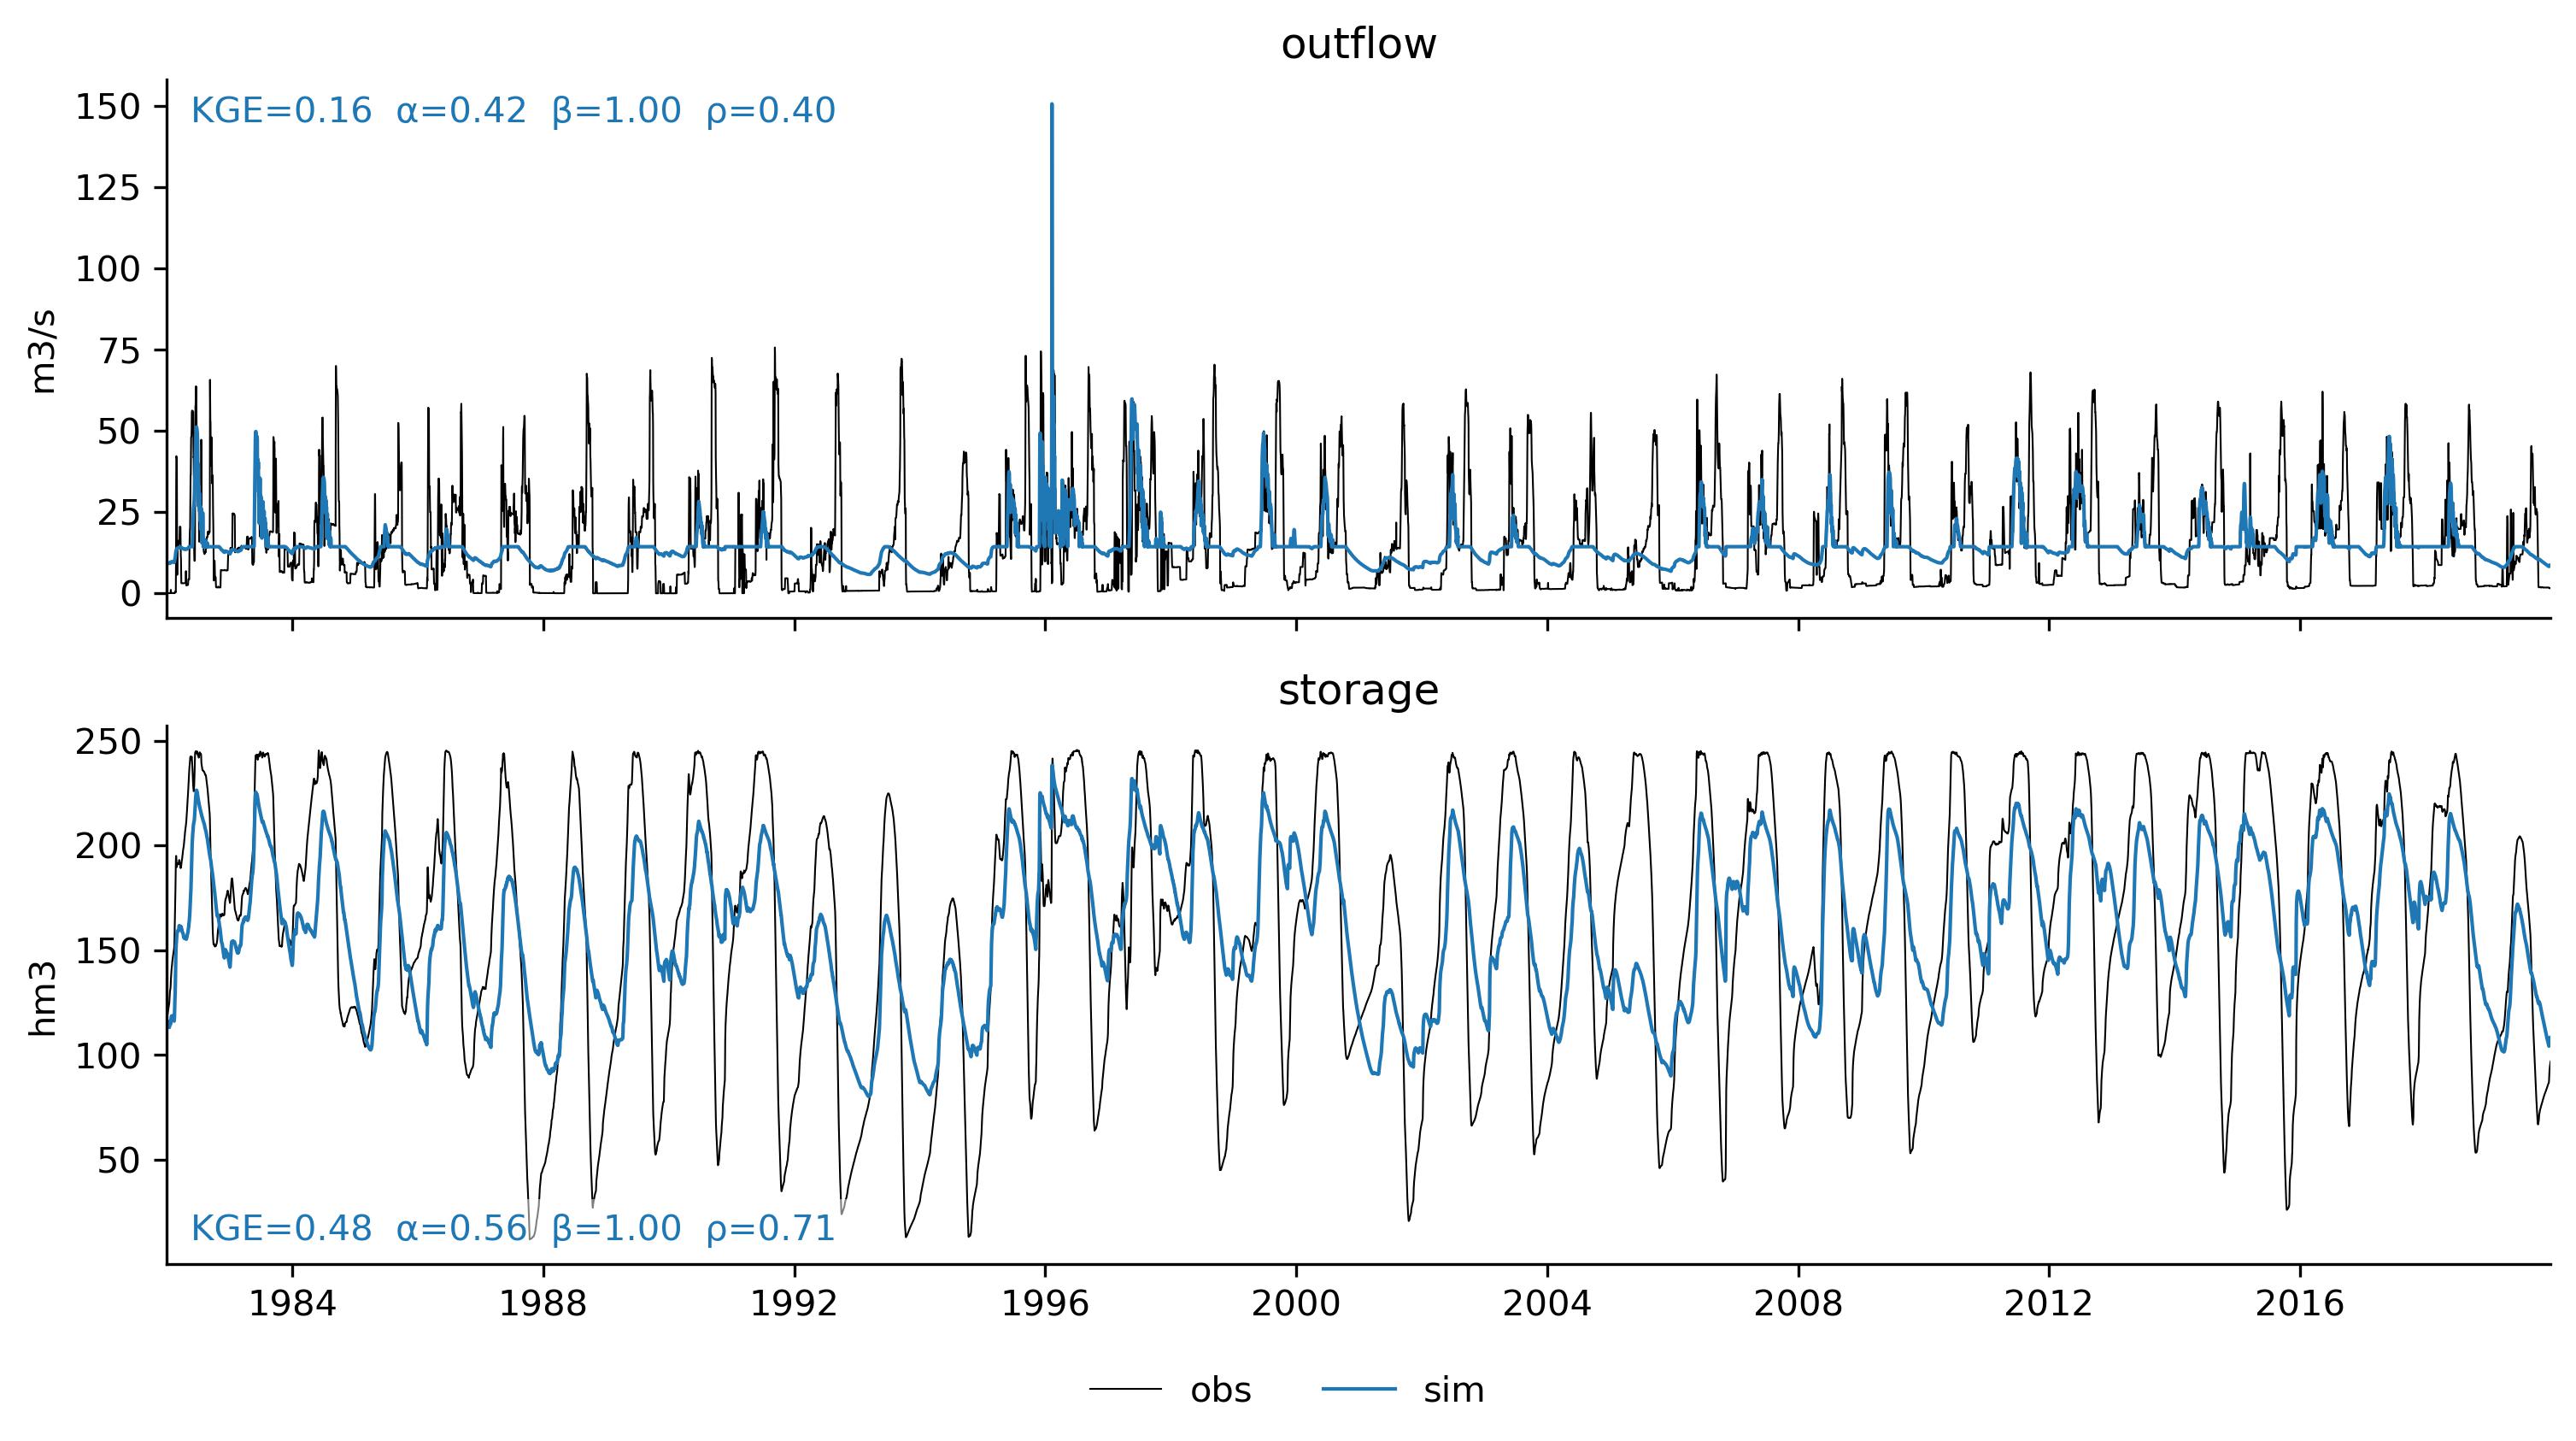 outflow
150
125
100
75
50
25
0
m3/s
KGE=0.16 α=0.42 β=1.00 ρ=0.40
storage
250
200
150
100
50
hm3
KGE=0.48 α=0.56 β=1.00 ρ=0.71
1984 1988 1992 1996 2000 2004 2008 2012 2016
obs sim